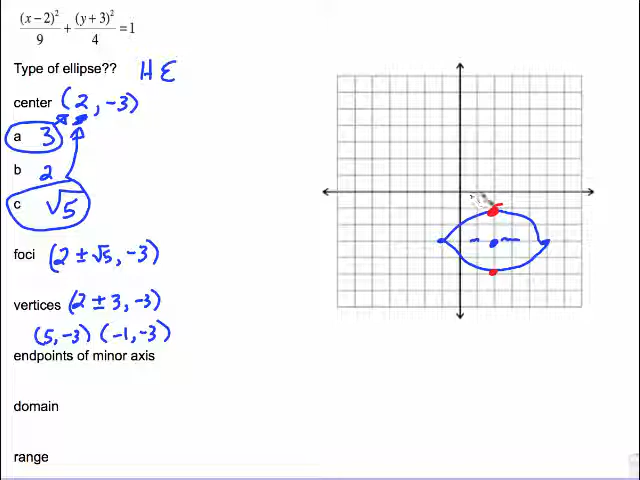 (x−2)²/9 + (y+3)²/4 = 1
Type of ellipse?? H E
center (2, -3)
a 3
b 2
c √5
foci (2 ± √5, -3)
vertices (2 ± 3, -3)
(5, -3) (-1, -3)
endpoints of minor axis
domain
range